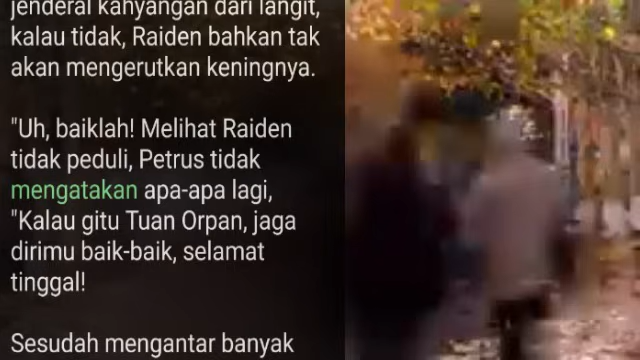 jenderal kahyangan dari langit,
kalau tidak, Raiden bahkan tak
akan mengerutkan keningnya.
"Uh, baiklah! Melihat Raiden
tidak peduli, Petrus tidak
mengatakan apa-apa lagi,
"Kalau gitu Tuan Orpan, jaga
dirimu baik-baik, selamat
tinggal!
Sesudah mengantar banyak